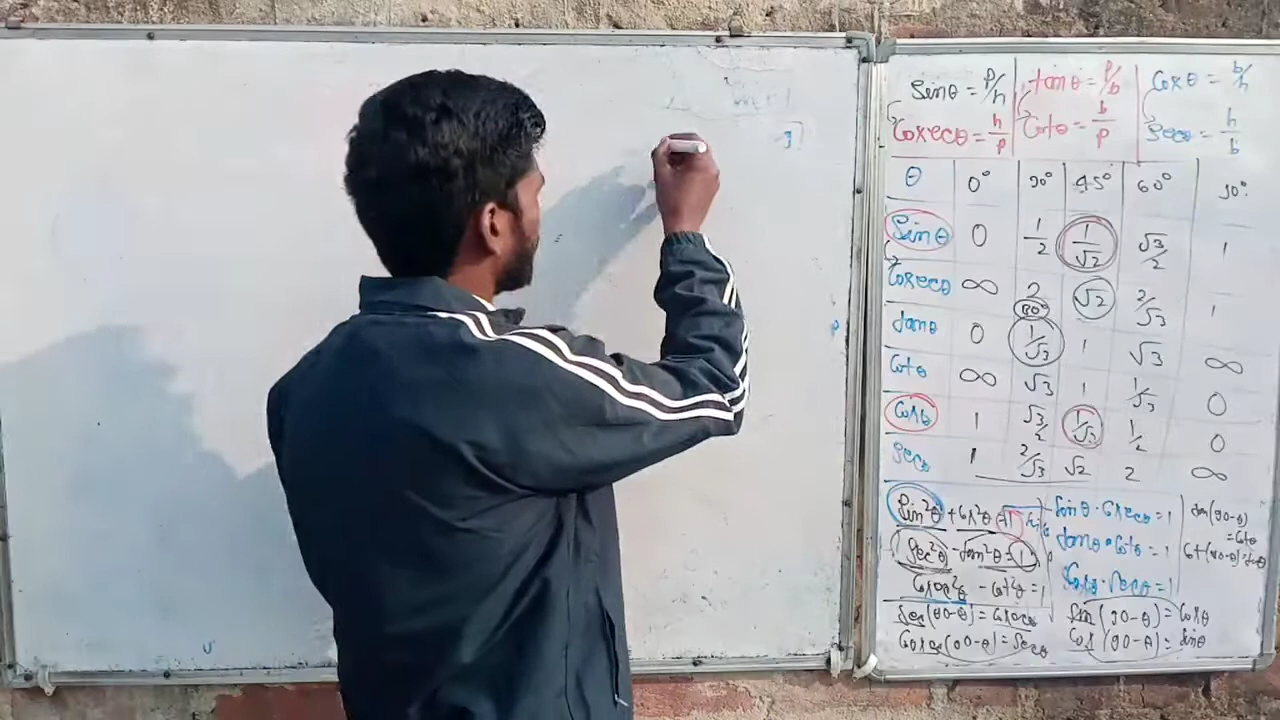 sinθ = P/h | tanθ = P/b | cosθ = b/h
cosecθ = h/P | cotθ = b/P | secθ = h/b
θ 0° 30° 45° 60° 90°
sinθ 0 1/2 1/√2 √3/2 1
cosecθ ∞ 2 √2 2/√3 1
30°
tanθ 0 1/√3 1 √3 ∞
cotθ ∞ √3 1 1/√3 0
cosθ 1 √3/2 1/√2 1/2 0
secθ 1 2/√3 √2 2 ∞
sin²θ + cos²θ = 1
sec²θ - tan²θ = 1
cosec²θ - cot²θ = 1
sec(90-θ) = cosecθ
cosec(90-θ) = secθ
sinθ · cosecθ = 1
tanθ · cotθ = 1
cosθ · secθ = 1
sin(90-θ) = cosθ
cos(90-θ) = sinθ
tan(90-θ)
= cotθ
cot(90-θ) = tanθ